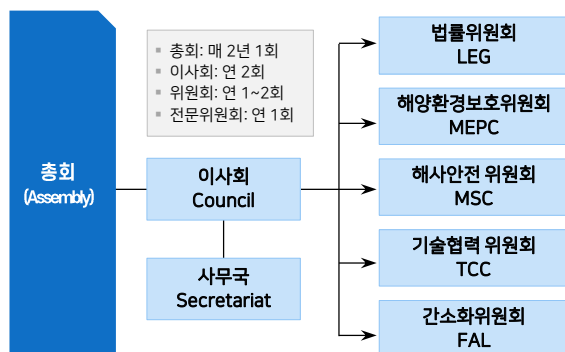 총회
(Assembly)
▪ 총회: 매 2년 1회
▪ 이사회: 연 2회
▪ 위원회: 연 1~2회
▪ 전문위원회: 연 1회
이사회
Council
사무국
Secretariat
법률위원회
LEG
해양환경보호위원회
MEPC
해사안전 위원회
MSC
기술협력 위원회
TCC
간소화위원회
FAL